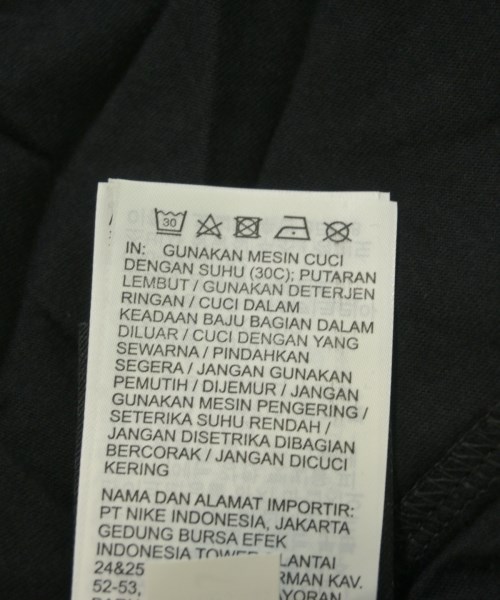 30
IN: GUNAKAN MESIN CUCI
DENGAN SUHU (30C); PUTARAN
LEMBUT / GUNAKAN DETERJEN
RINGAN / CUCI DALAM
KEADAAN BAJU BAGIAN DALAM
DILUAR / CUCI DENGAN YANG
SEWARNA / PINDAHKAN
SEGERA / JANGAN GUNAKAN
PEMUTIH / DIJEMUR / JANGAN
GUNAKAN MESIN PENGERING /
SETERIKA SUHU RENDAH /
JANGAN DISETRIKA DIBAGIAN
BERCORAK / JANGAN DICUCI
KERING
NAMA DAN ALAMAT IMPORTIR:
PT NIKE INDONESIA, JAKARTA
GEDUNG BURSA EFEK
INDONESIA LANTAI
24&25 KAV.
52-53,